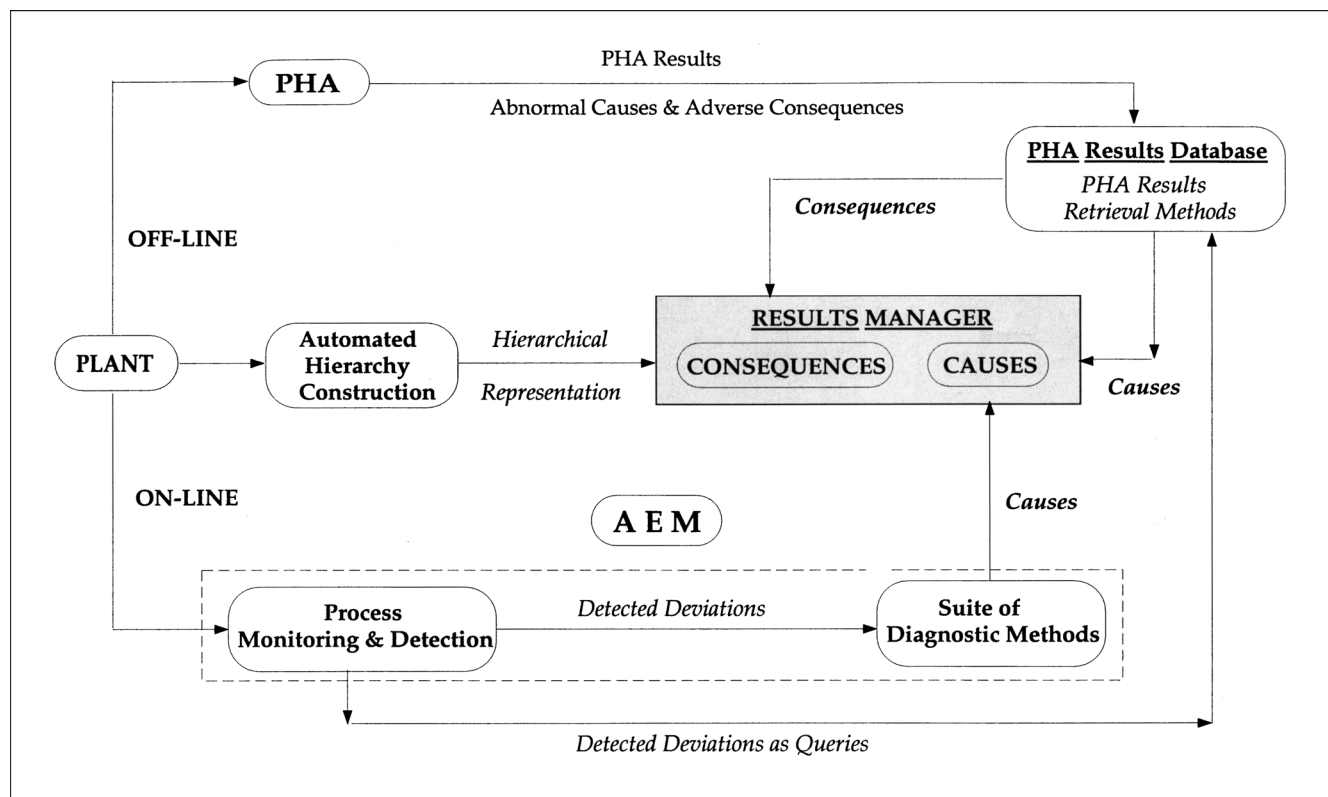 PHA
PHA Results
Abnormal Causes & Adverse Consequences
PHA Results Database
PHA Results
Retrieval Methods
Consequences
OFF-LINE
RESULTS MANAGER
CONSEQUENCES
CAUSES
PLANT
Automated
Hierarchy
Construction
Hierarchical
Representation
Causes
ON-LINE
A E M
Causes
Process
Monitoring & Detection
Detected Deviations
Suite of
Diagnostic Methods
Detected Deviations as Queries